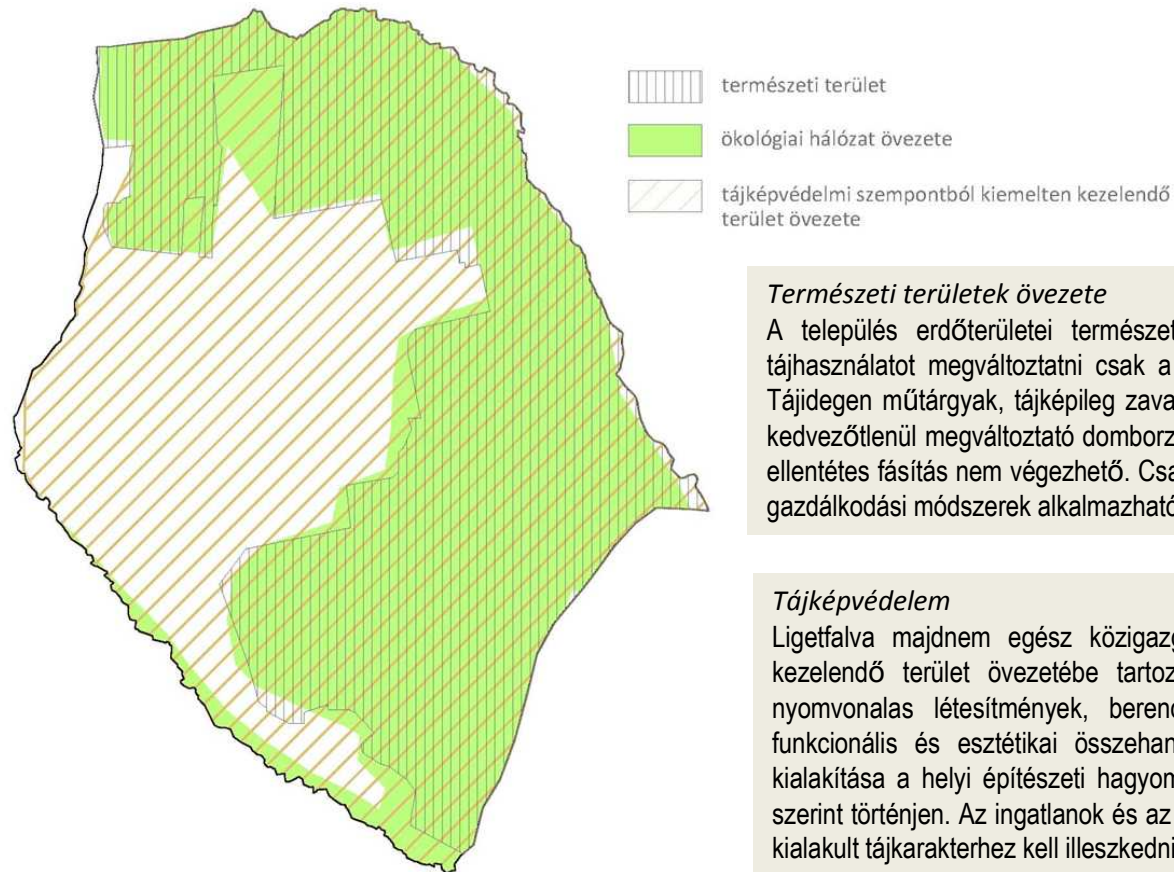 természeti terület
ökológiai hálózat övezete
tájképvédelmi szempontból kiemelten kezelendő
terület övezete
Természeti területek övezete
A település erdőterületei természet
tájhasználatot megváltoztatni csak a
Tájidegen műtárgyak, tájképileg zava
kedvezőtlenül megváltoztató domborz
ellentétes fásítás nem végezhető. Csa
gazdálkodási módszerek alkalmazható
Tájképvédelem
Ligetfalva majdnem egész közigazg
kezelendő terület övezetébe tartoz
nyomvonalas létesítmények, beren
funkcionális és esztétikai összehan
kialakítása a helyi építészeti hagyom
szerint történjen. Az ingatlanok és az
kialakult tájkarakterhez kell illeszkedni